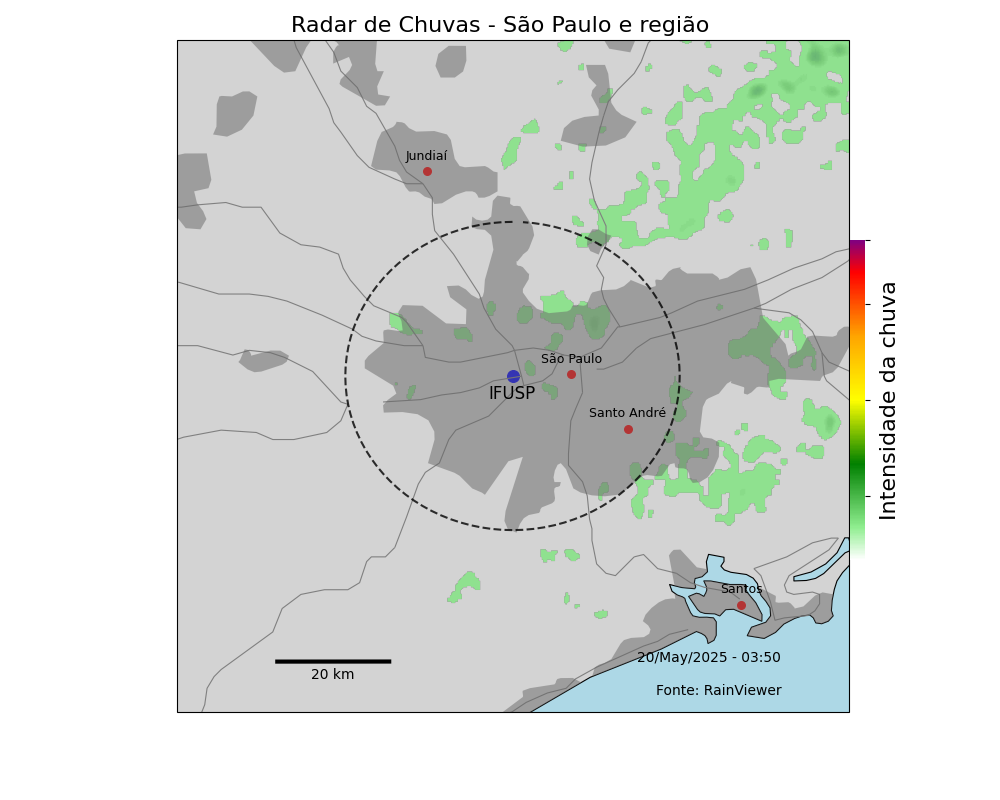 Radar de Chuvas - São Paulo e região
Jundiaí
São Paulo
IFUSP
Santo André
Intensidade da chuva
Santos
20/May/2025 - 03:50
20 km
Fonte: RainViewer